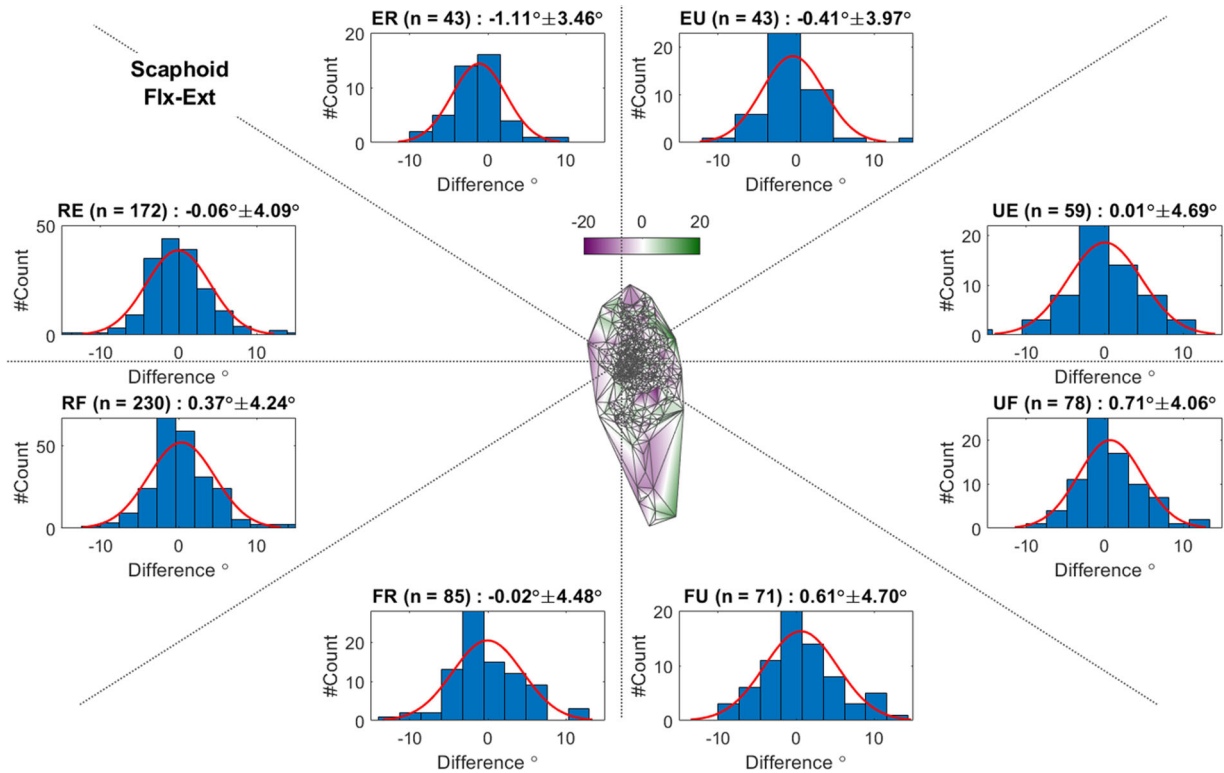 Scaphoid
Flx-Ext
ER (n = 43) : -1.11°±3.46°
20
10
0
#Count
-10 0 10
Difference °
EU (n = 43) : -0.41°±3.97°
20
10
0
#Count
-10 0 10
Difference °
RE (n = 172) : -0.06°±4.09°
50
0
#Count
-10 0 10
Difference °
-20 0 20
UE (n = 59) : 0.01°±4.69°
20
10
0
#Count
-10 0 10
Difference °
RF (n = 230) : 0.37°±4.24°
50
0
#Count
-10 0 10
Difference °
UF (n = 78) : 0.71°±4.06°
20
10
0
#Count
-10 0 10
Difference °
FR (n = 85) : -0.02°±4.48°
20
10
0
#Count
-10 0 10
Difference °
FU (n = 71) : 0.61°±4.70°
20
10
0
#Count
-10 0 10
Difference °